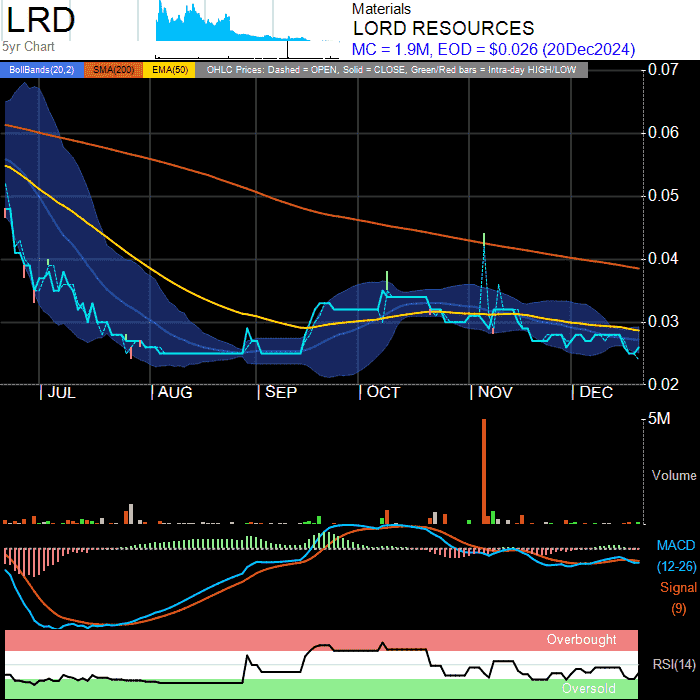 LRD
5yr Chart
Materials
LORD RESOURCES
MC = 1.9M, EOD = $0.026 (20Dec2024)
BollBands(20,2) SMA(200) EMA(50) OHLC Prices: Dashed = OPEN, Solid = CLOSE, Green/Red bars = Intra-day HIGH/LOW
0.07
0.06
0.05
0.04
0.03
0.02
JUL AUG SEP OCT NOV DEC
5M
Volume
MACD
(12-26)
Signal
(9)
Overbought
RSI(14)
Oversold